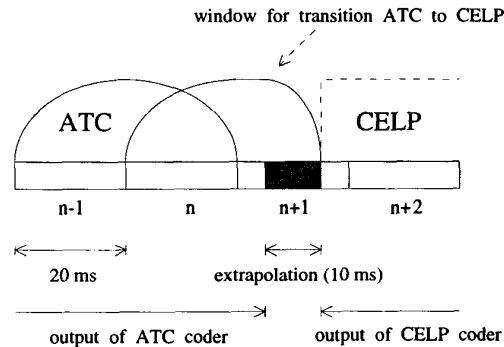 window for transition ATC to CELP
ATC
CELP
n-1
n
n+1
n+2
20 ms
extrapolation (10 ms)
output of ATC coder
output of CELP coder